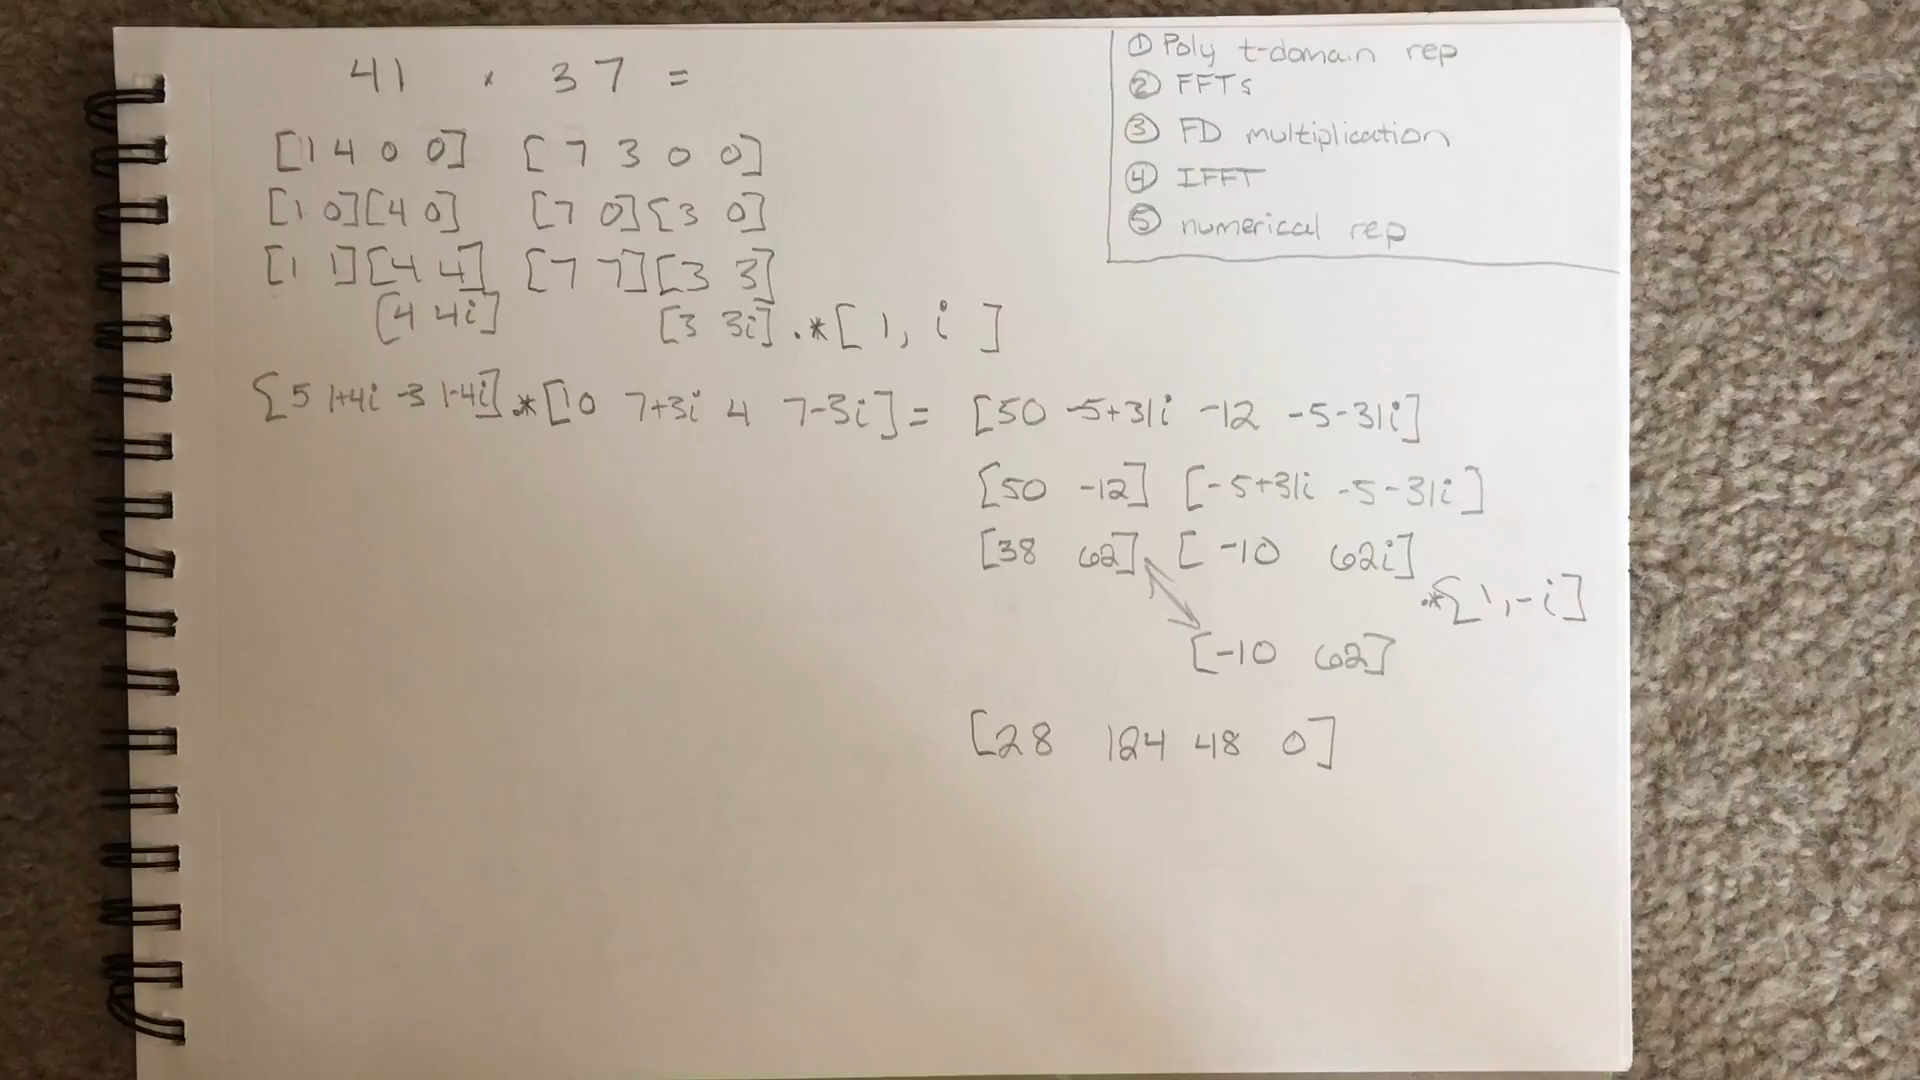 41 * 37 =
[1 4 0 0] [7 3 0 0]
[1 0][4 0] [7 0][3 0]
[1 1][4 4] [7 7][3 3]
[4 4i] [3 3i] .*[1, i]
[5 1+4i -3 1-4i].*[10 7+3i 4 7-3i] = [50 -5+31i -12 -5-31i]
[50 -12] [-5+31i -5-31i]
[38 62] [-10 62i]
.*[1,-i]
[-10 62]
[28 124 48 0]
① Poly t-domain rep
② FFTs
③ FD multiplication
④ IFFT
⑤ numerical rep